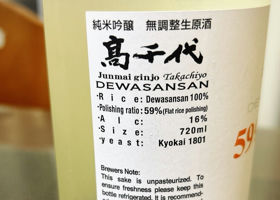 純米吟醸 無調整生原酒
髙千代
Junmai ginjo Takachiyo
DEWASANSAN
・Rice: Dewasansan 100%
・Polishing ratio: 59%(Flat rice polishing)
・Alc: 16%
・Size: 720ml
・yeast: Kyokai 1801
59
Brewers Note:
This sake is unpasteurized. To
ensure freshness please keep this
bottle refrigerated. It is recommen-